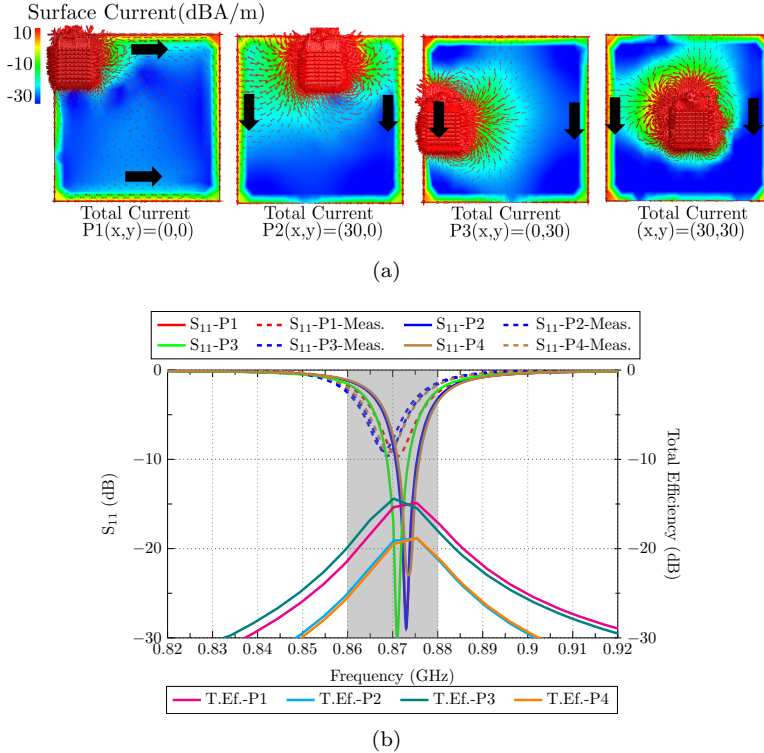 Surface Current(dBA/m)
10
-10
-30
Total Current
P1(x,y)=(0,0)
Total Current
P2(x,y)=(30,0)
Total Current
P3(x,y)=(0,30)
Total Current
(x,y)=(30,30)
(a)
S11-P1 S11-P1-Meas. S11-P2 S11-P2-Meas.
S11-P3 S11-P3-Meas. S11-P4 S11-P4-Meas.
0 0
−10 −10
−20 −20
−30 −30
S11 (dB)
Total Efficiency (dB)
0.82 0.83 0.84 0.85 0.86 0.87 0.88 0.89 0.9 0.91 0.92
Frequency (GHz)
T.Ef.-P1 T.Ef.-P2 T.Ef.-P3 T.Ef.-P4
(b)